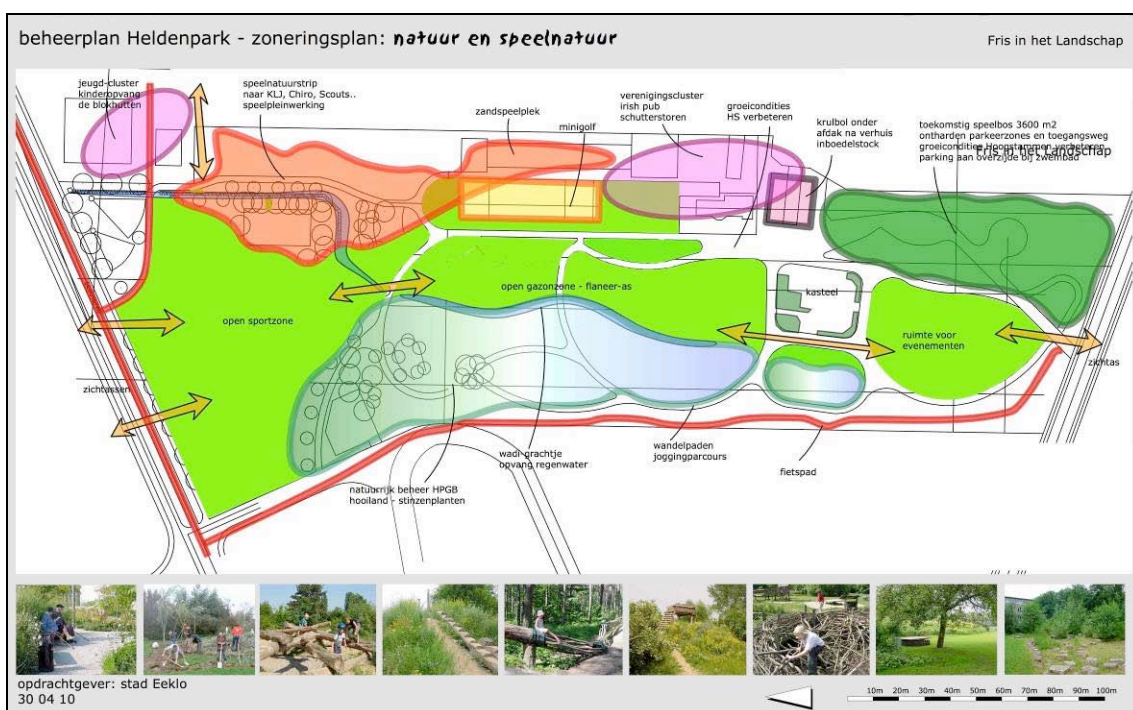 beheerplan Heldenpark - zoneringsplan: natuur en speelnatuur
Fris in het Landschap
jeugd-cluster
kinderopvang
de blokhutten
speelnatuurstrip
naar KLJ, Chiro, Scouts..
speelpleinwerking
zandspeelplek
minigolf
verenigingscluster
irish pub
schutterstoren
groeicondities
HS verbeteren
krulbol onder
afdak na verhuis
inboedelstock
toekomstig speelbos 3600 m2
ontharden parkeerzones en toegangsweg
groeiconditie Hoogstammen verbeteren
parking aan overzijde bij zwembad
Fris in het Landschap
open sportzone
open gazonzone - flaneer-as
kasteel
ruimte voor
evenementen
zichtassen
zichtas
wadi-grachtje
opvang regenwater
wandelpaden
joggingparcours
fietspad
natuurrijk beheer HPGB
hooiland - stinzenplanten
opdrachtgever: stad Eeklo
30 04 10
10m 20m 30m 40m 50m 60m 70m 80m 90m 100m